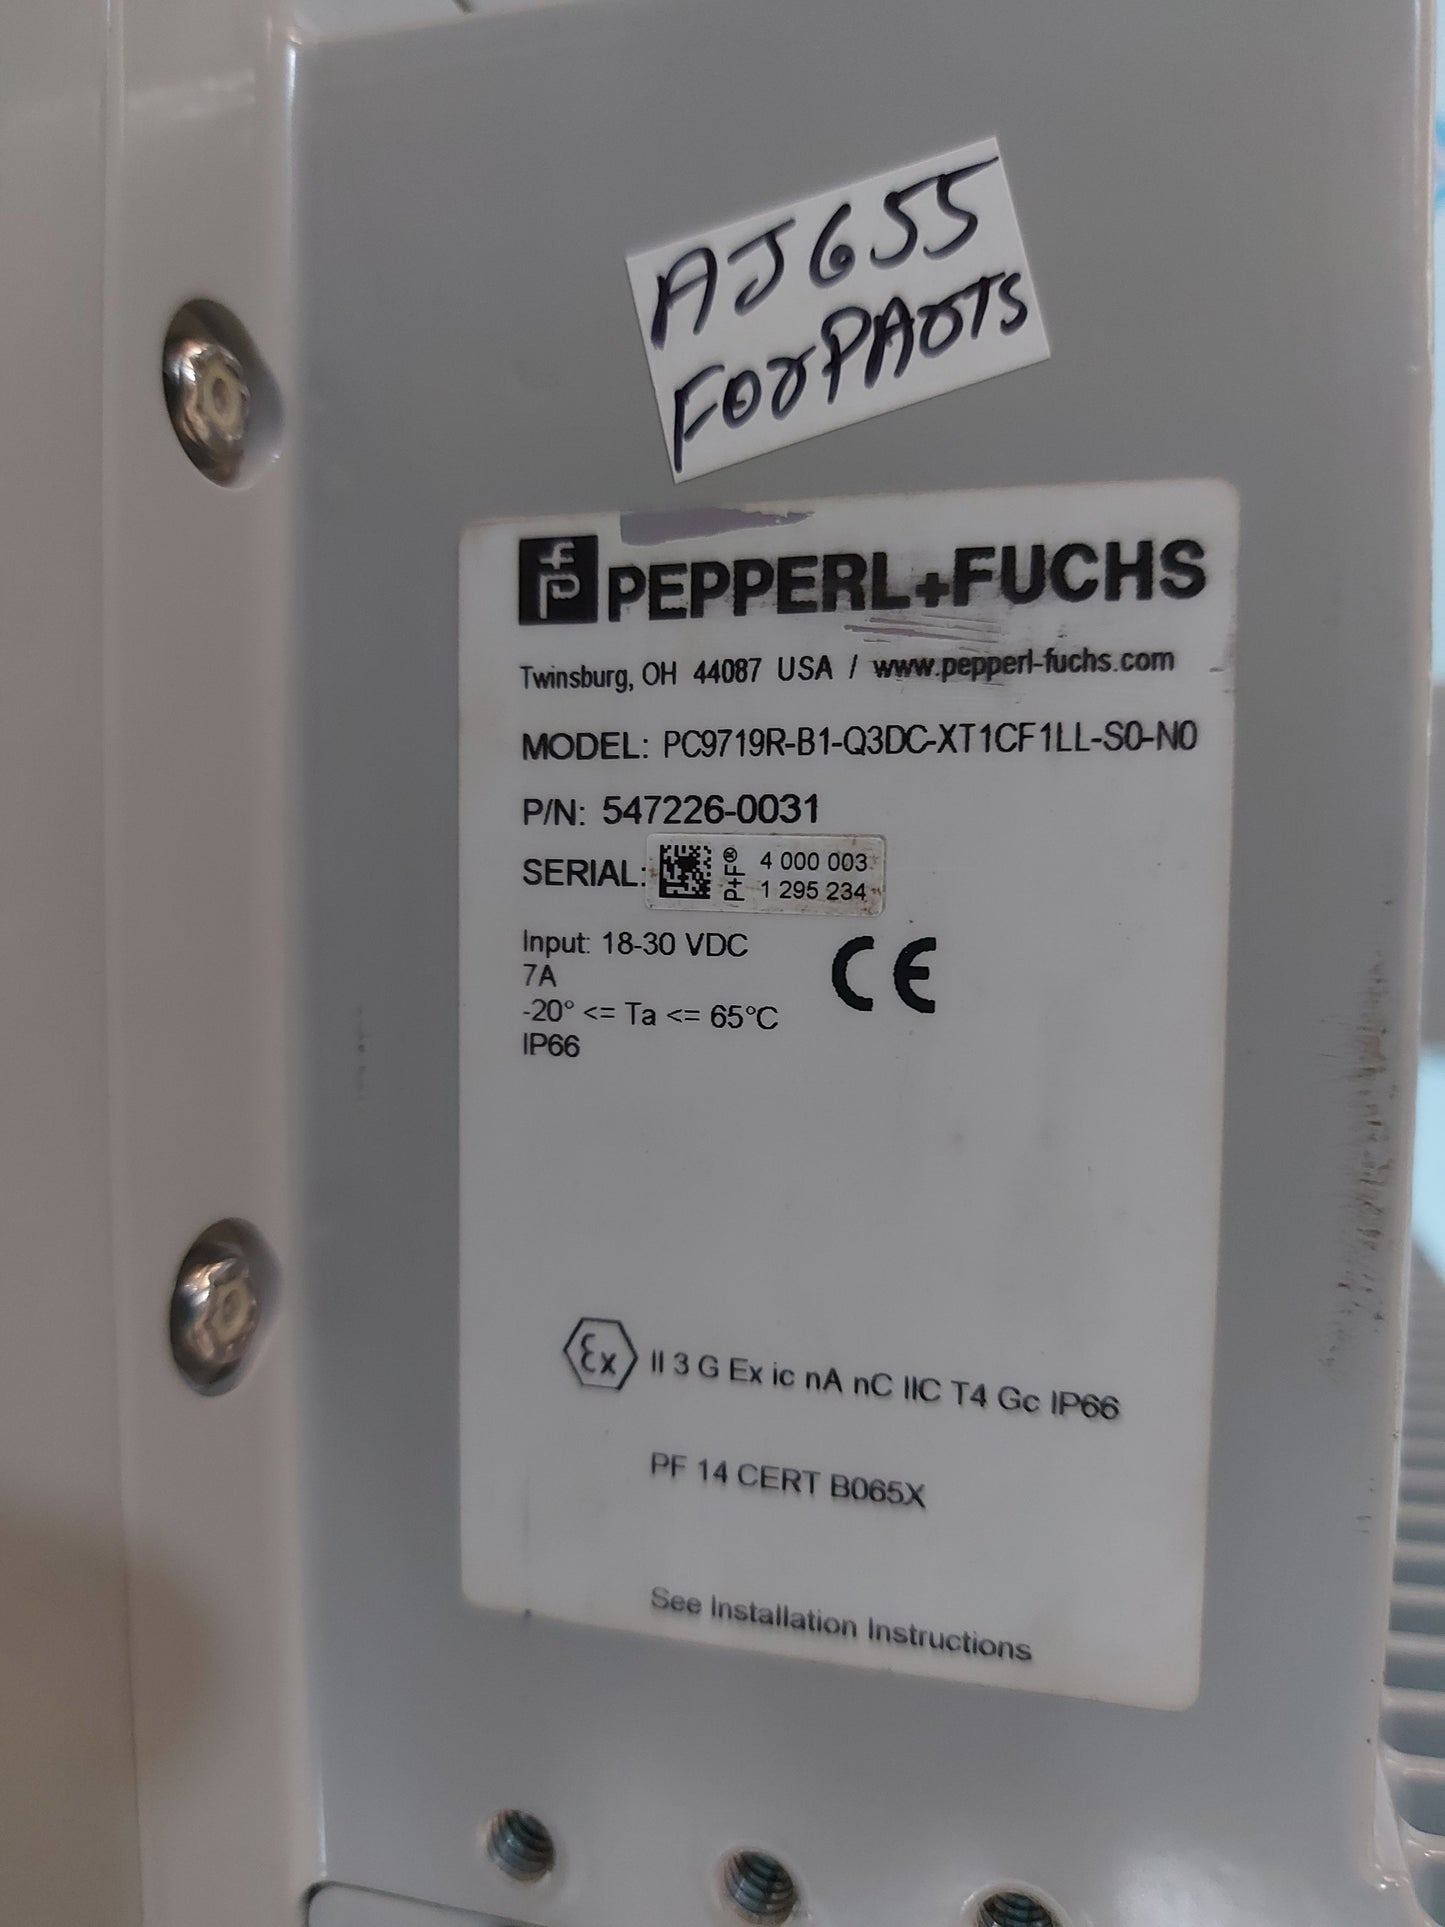 AJ655
For PARTS
PEPPERL+FUCHS
Twinsburg, OH 44087 USA / www.pepperl-fuchs.com
MODEL: PC9719R-B1-Q3DC-XT1CF1LL-S0-N0
P/N: 547226-0031
SERIAL: P+F® 4 000 003
1 295 234
Input: 18-30 VDC
7A
-20° <= Ta <= 65°C
IP66
CE
Ex II 3 G Ex ic nA nC IIC T4 Gc IP66
PF 14 CERT B065X
See Installation Instructions